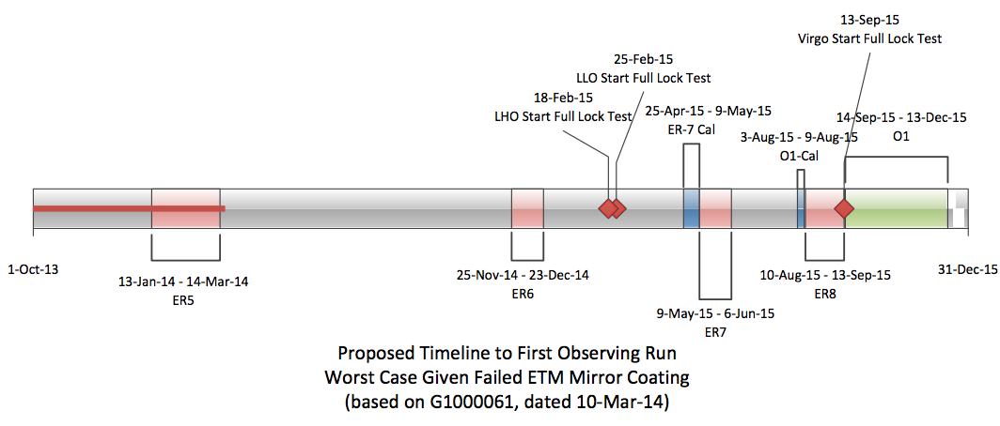 13-Sep-15
Virgo Start Full Lock Test
25-Feb-15
LLO Start Full Lock Test
18-Feb-15
LHO Start Full Lock Test
25-Apr-15 - 9-May-15
ER-7 Cal
14-Sep-15 - 13-Dec-15
O1
3-Aug-15 - 9-Aug-15
O1-Cal
1-Oct-13
13-Jan-14 - 14-Mar-14
ER5
25-Nov-14 - 23-Dec-14
ER6
10-Aug-15 - 13-Sep-15
ER8
31-Dec-15
9-May-15 - 6-Jun-15
ER7
Proposed Timeline to First Observing Run
Worst Case Given Failed ETM Mirror Coating
(based on G1000061, dated 10-Mar-14)